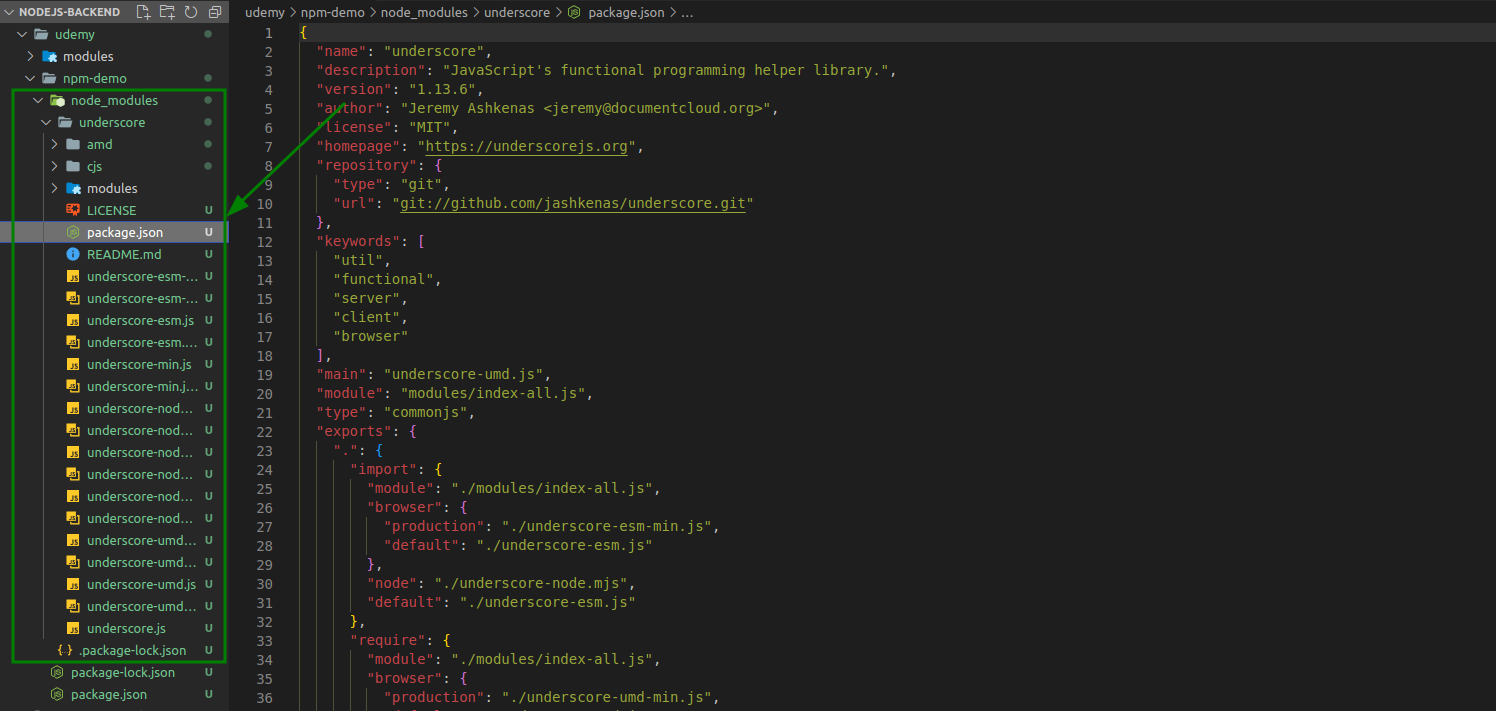 NODEJS-BACKEND
udemy
modules
npm-demo
node_modules
underscore
amd
cjs
modules
LICENSE U
package.json U
README.md U
underscore-esm-... U
underscore-esm-... U
underscore-esm.js U
underscore-esm.... U
underscore-min.js U
underscore-min.j... U
underscore-nod... U
underscore-nod... U
underscore-nod... U
underscore-nod... U
underscore-nod... U
underscore-nod... U
underscore-umd... U
underscore-umd... U
underscore-umd.js U
underscore-umd... U
underscore.js U
{} .package-lock.json U
package-lock.json U
package.json U
udemy > npm-demo > node_modules > underscore > package.json > ...
1 {
2 "name": "underscore",
3 "description": "JavaScript's functional programming helper library.",
4 "version": "1.13.6",
5 "author": "Jeremy Ashkenas <jeremy@documentcloud.org>",
6 "license": "MIT",
7 "homepage": "https://underscorejs.org",
8 "repository": {
9 "type": "git",
10 "url": "git://github.com/jashkenas/underscore.git"
11 },
12 "keywords": [
13 "util",
14 "functional",
15 "server",
16 "client",
17 "browser"
18 ],
19 "main": "underscore-umd.js",
20 "module": "modules/index-all.js",
21 "type": "commonjs",
22 "exports": {
23 ".": {
24 "import": {
25 "module": "./modules/index-all.js",
26 "browser": {
27 "production": "./underscore-esm-min.js",
28 "default": "./underscore-esm.js"
29 },
30 "node": "./underscore-node.mjs",
31 "default": "./underscore-esm.js"
32 },
33 "require": {
34 "module": "./modules/index-all.js",
35 "browser": {
36 "production": "./underscore-umd-min.js",